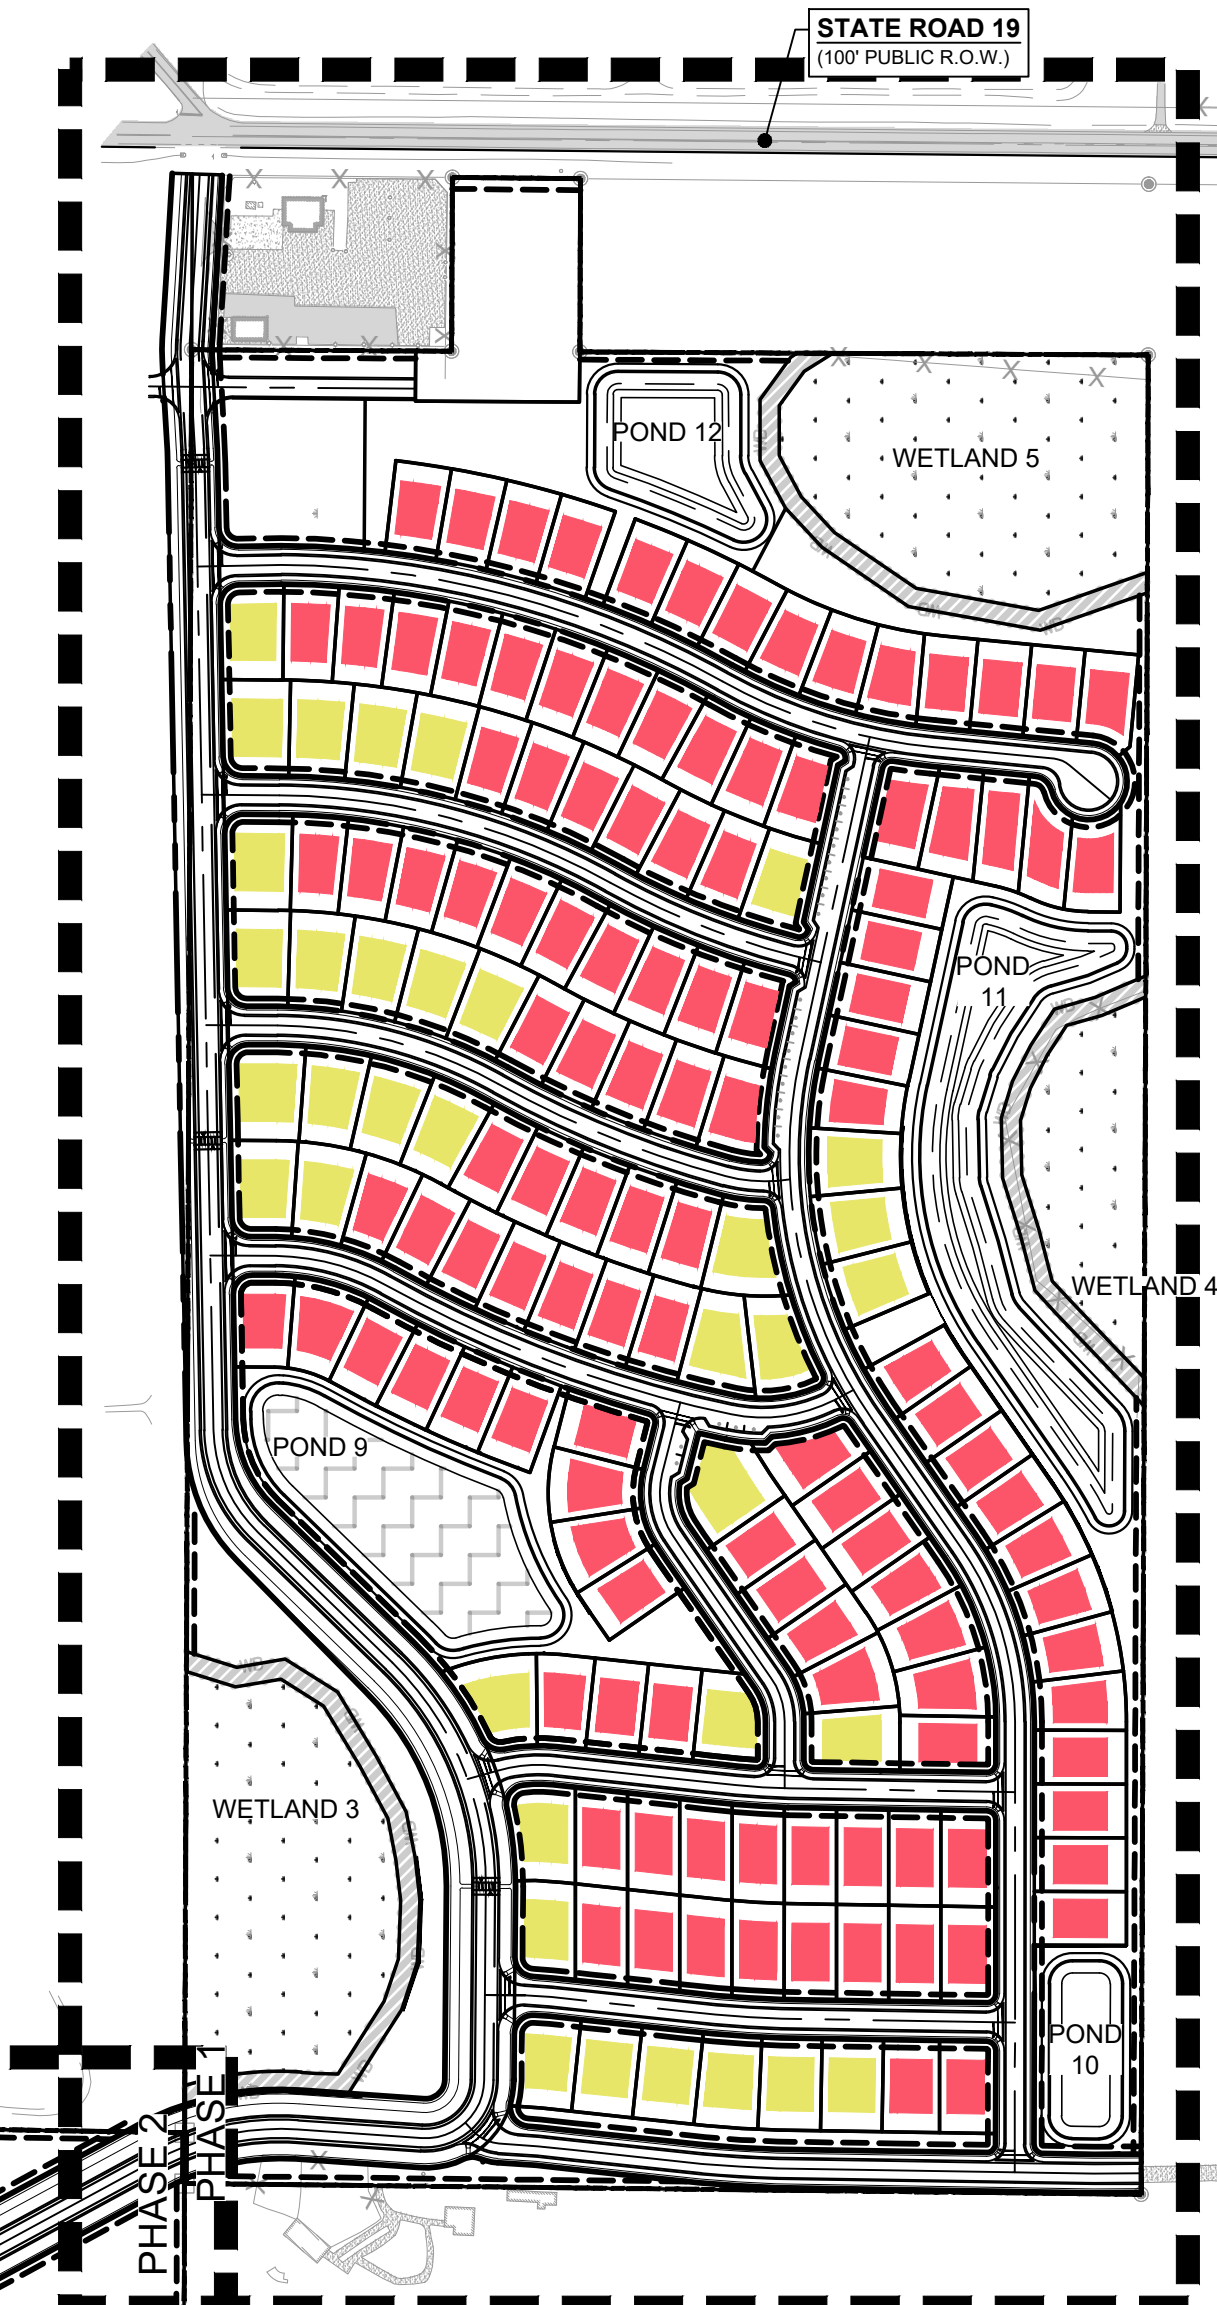 STATE ROAD 19
(100' PUBLIC R.O.W.)
POND 12
WETLAND 5
POND
11
WETLAND 4
POND 9
WETLAND 3
POND
10
PHASE 2
PHASE 1